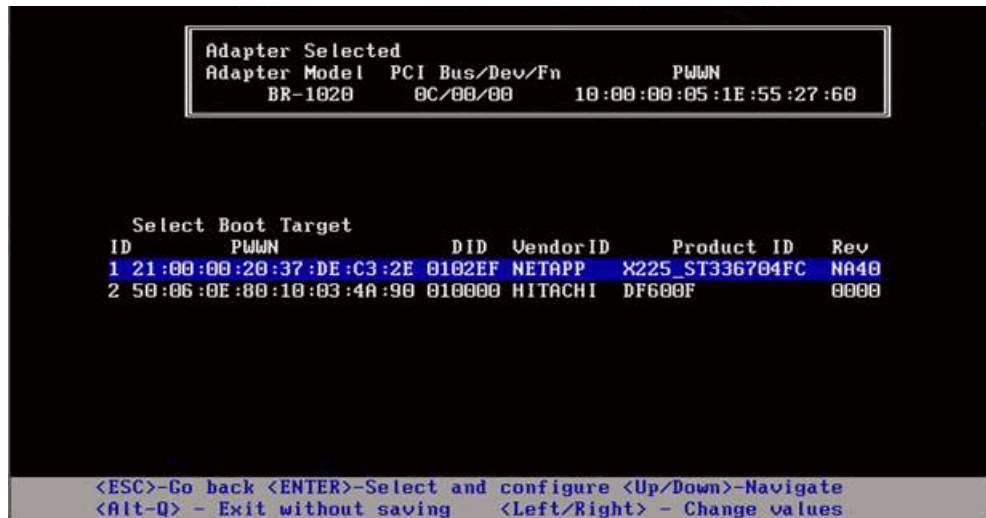 Adapter Selected
Adapter Model PCI Bus/Dev/Fn PWWN
BR-1020 0C/00/00 10:00:00:05:1E:55:27:60
Select Boot Target
ID PWWN DID VendorID Product ID Rev
1 21:00:00:20:37:DE:C3:2E 0102EF NETAPP X225_ST336704FC NA40
2 50:06:0E:80:10:03:4A:90 010000 HITACHI DF600F 0000
<ESC>-Go back <ENTER>-Select and configure <Up/Down>-Navigate
<Alt-Q> - Exit without saving <Left/Right> - Change values